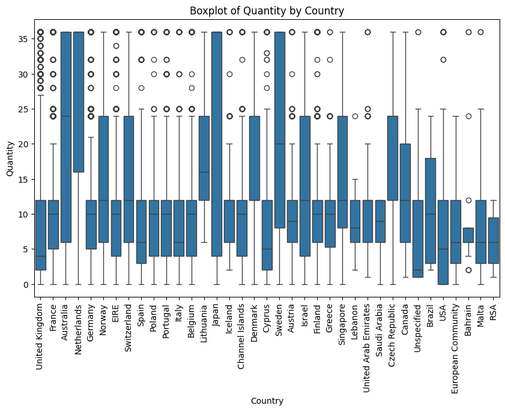 Boxplot of Quantity by Country
Quantity
35
30
25
20
15
10
5
0
United Kingdom
France
Australia
Netherlands
Germany
Norway
EIRE
Switzerland
Spain
Poland
Portugal
Italy
Belgium
Lithuania
Japan
Iceland
Channel Islands
Denmark
Cyprus
Sweden
Austria
Israel
Finland
Greece
Singapore
Lebanon
United Arab Emirates
Saudi Arabia
Czech Republic
Canada
Unspecified
Brazil
USA
European Community
Bahrain
Malta
RSA
Country